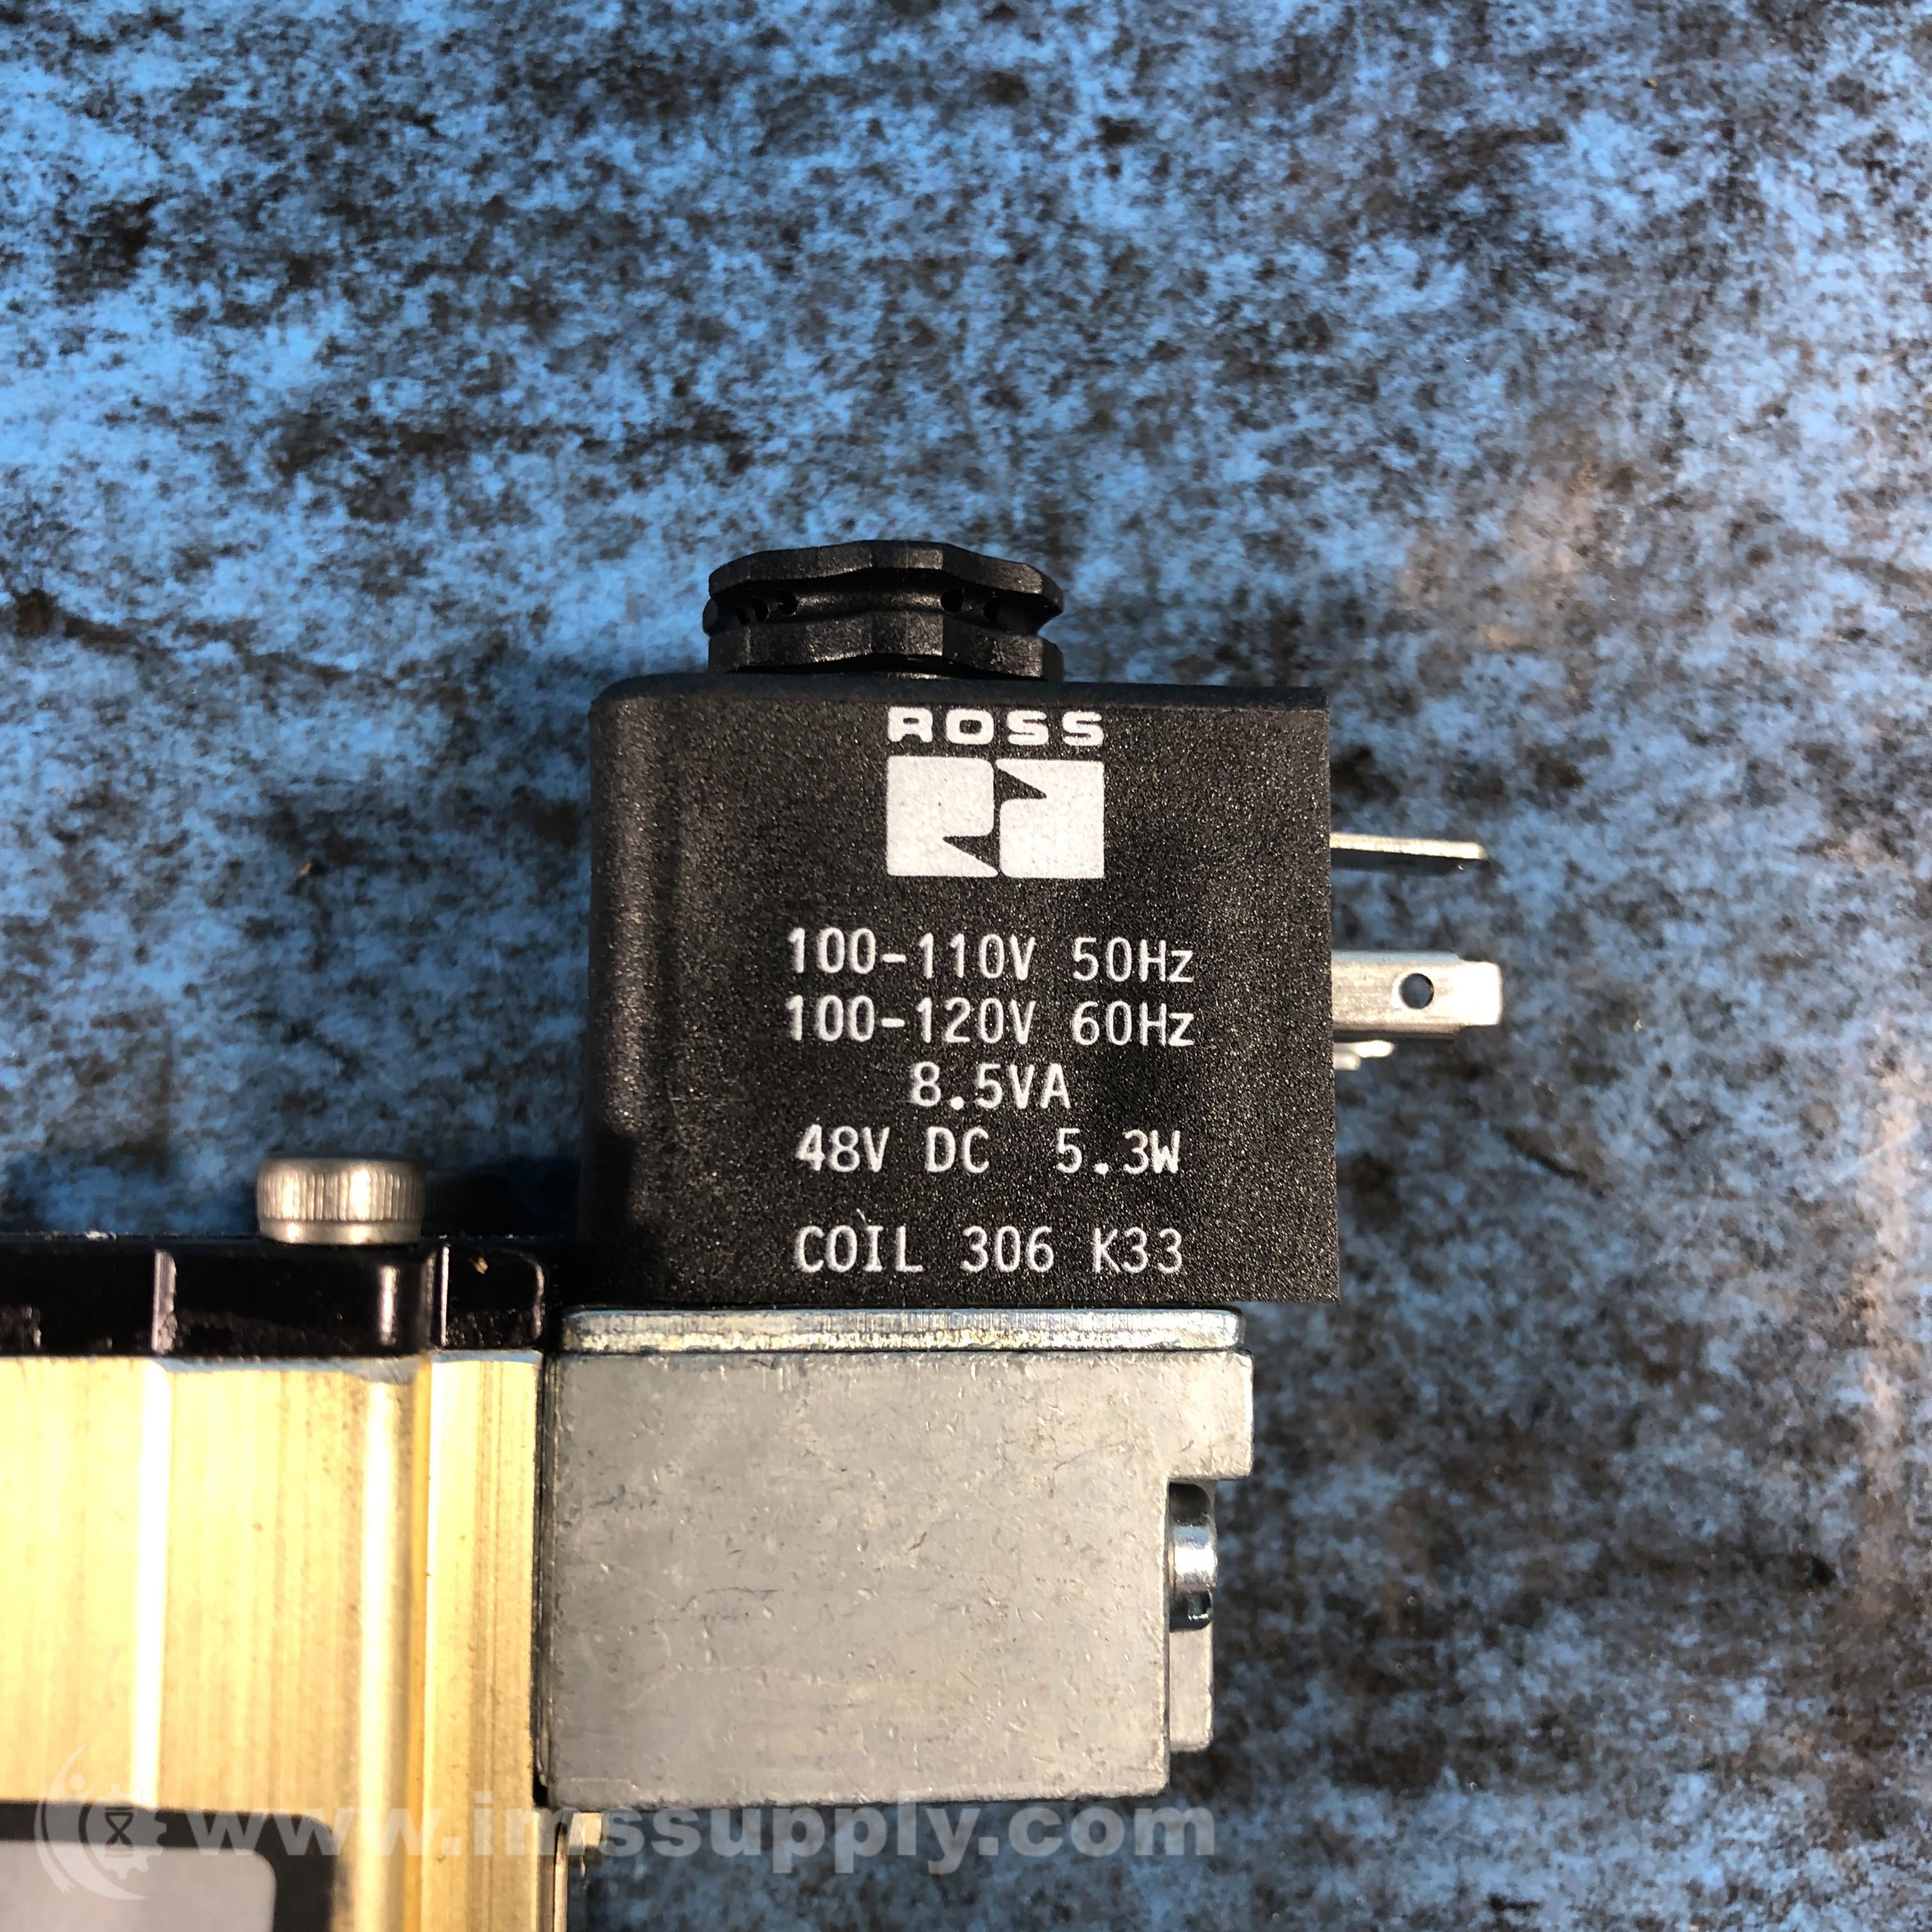 ROSS
100-110V 50Hz
100-120V 60Hz
8.5VA
48V DC 5.3W
COIL 306 K33
www.imssupply.com